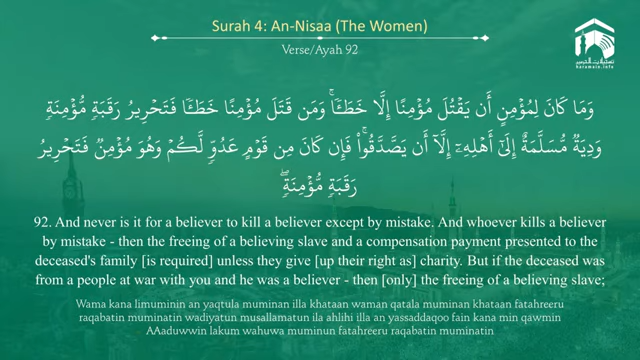 Surah 4: An-Nisaa (The Women)
Verse/Ayah 92
haramain.info
وَمَا كَانَ لِمُؤْمِنٍ أَن يَقْتُلَ مُؤْمِنًا إِلَّا خَطَـًٔا ۚ وَمَن قَتَلَ مُؤْمِنًا خَطَـًٔا فَتَحْرِيرُ رَقَبَةٍ مُّؤْمِنَةٍ
وَدِيَةٌ مُّسَلَّمَةٌ إِلَىٰٓ أَهْلِهِۦٓ إِلَّآ أَن يَصَّدَّقُوا۟ ۚ فَإِن كَانَ مِن قَوْمٍ عَدُوٍّ لَّكُمْ وَهُوَ مُؤْمِنٌ فَتَحْرِيرُ
رَقَبَةٍ مُّؤْمِنَةٍ ۖ
92. And never is it for a believer to kill a believer except by mistake. And whoever kills a believer
by mistake - then the freeing of a believing slave and a compensation payment presented to the
deceased's family [is required] unless they give [up their right as] charity. But if the deceased was
from a people at war with you and he was a believer - then [only] the freeing of a believing slave;
Wama kana limuminin an yaqtula muminan illa khataan waman qatala muminan khataan fatahreeru
raqabatin muminatin wadiyatun musallamatun ila ahlihi illa an yassaddaqoo fain kana min qawmin
AAaduwwin lakum wahuwa muminun fatahreeru raqabatin muminatin